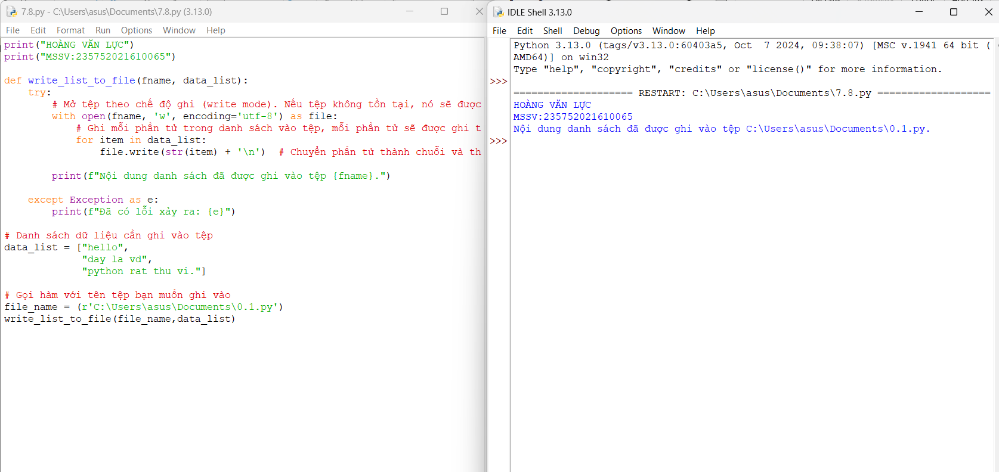 7.8.py - C:\Users\asus\Documents\7.8.py (3.13.0)
File Edit Format Run Options Window Help
print("HOÀNG VĂN LỰC")
print("MSSV:235752021610065")

def write_list_to_file(fname, data_list):
    try:
        # Mở tệp theo chế độ ghi (write mode). Nếu tệp không tồn tại, nó sẽ được
        with open(fname, 'w', encoding='utf-8') as file:
            # Ghi mỗi phần tử trong danh sách vào tệp, mỗi phần tử sẽ được ghi t
            for item in data_list:
                file.write(str(item) + '\n')  # Chuyển phần tử thành chuỗi và th

        print(f"Nội dung danh sách đã được ghi vào tệp {fname}.")

    except Exception as e:
        print(f"Đã có lỗi xảy ra: {e}")

# Danh sách dữ liệu cần ghi vào tệp
data_list = ["hello",
             "day la vd",
             "python rat thu vi."]

# Gọi hàm với tên tệp bạn muốn ghi vào
file_name = (r'C:\Users\asus\Documents\0.1.py')
write_list_to_file(file_name,data_list)
IDLE Shell 3.13.0
File Edit Shell Debug Options Window Help
Python 3.13.0 (tags/v3.13.0:60403a5, Oct  7 2024, 09:38:07) [MSC v.1941 64 bit (
AMD64)] on win32
Type "help", "copyright", "credits" or "license()" for more information.
>>>
==================== RESTART: C:\Users\asus\Documents\7.8.py ===================
HOÀNG VĂN LỰC
MSSV:235752021610065
Nội dung danh sách đã được ghi vào tệp C:\Users\asus\Documents\0.1.py.
>>>